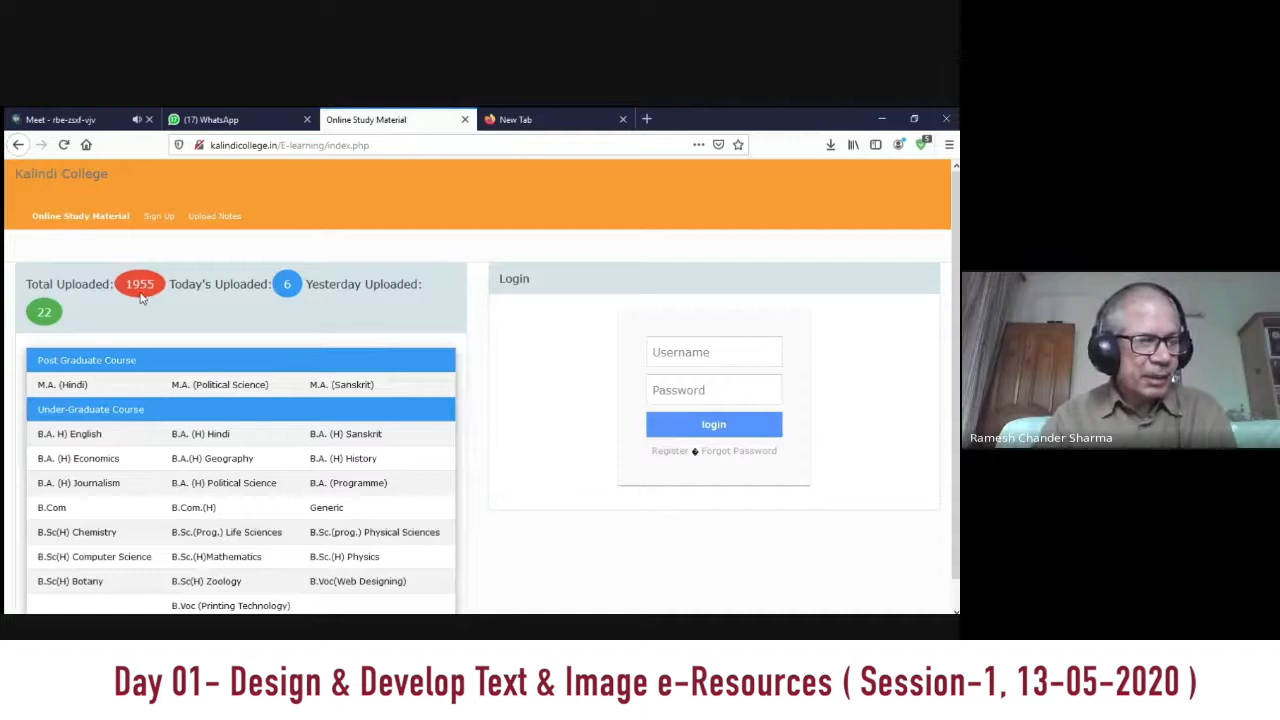 Meet - rbe-zsxf-vjv
(17) WhatsApp
Online Study Material
New Tab
kalindicollege.in/E-learning/index.php
5
Kalindi College
Online Study Material Sign Up Upload Notes
Total Uploaded: 1955 Today's Uploaded: 6 Yesterday Uploaded:
22
Post Graduate Course
M.A. (Hindi) M.A. (Political Science) M.A. (Sanskrit)
Under-Graduate Course
B.A. H) English B.A. (H) Hindi B.A. (H) Sanskrit
B.A. (H) Economics B.A.(H) Geography B.A. (H) History
B.A. (H) Journalism B.A. (H) Political Science B.A. (Programme)
B.Com B.Com.(H) Generic
B.Sc(H) Chemistry B.Sc.(Prog.) Life Sciences B.Sc.(prog.) Physical Sciences
B.Sc(H) Computer Science B.Sc.(H)Mathematics B.Sc.(H) Physics
B.Sc(H) Botany B.Sc(H) Zoology B.Voc(Web Designing)
B.Voc (Printing Technology)
Login
Username
Password
login
Register � Forgot Password
Ramesh Chander Sharma
Day 01- Design & Develop Text & Image e-Resources ( Session-1, 13-05-2020 )